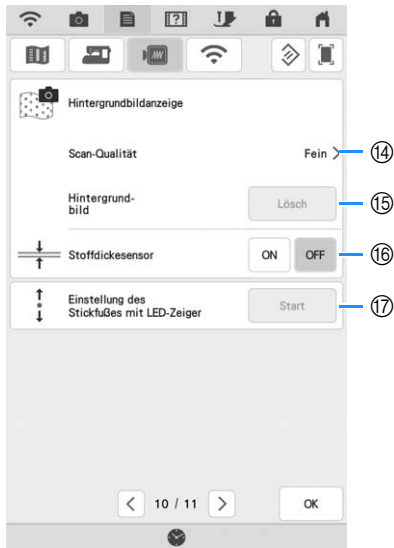 Hintergrundbildanzeige
Scan-Qualität
Fein >
⑭
Hintergrund-
bild
Lösch
⑮
Stoffdickesensor
ON
OFF
⑯
Einstellung des
Stickfußes mit LED-Zeiger
Start
⑰
< 10 / 11 >
OK